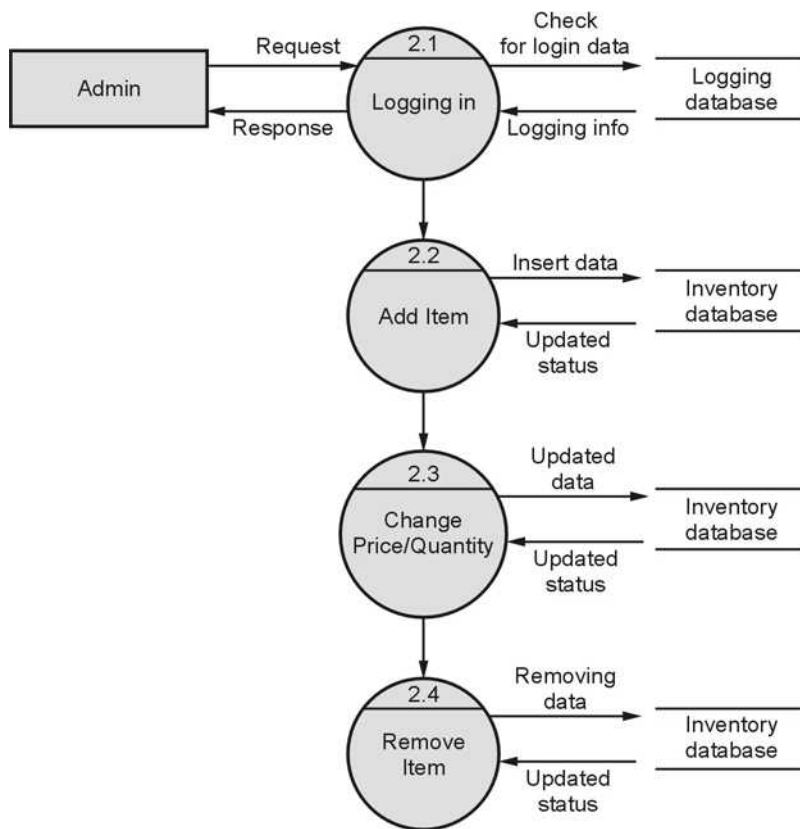 Admin
Request
Response
2.1
Logging in
Check
for login data
Logging info
Logging
database
2.2
Add Item
Insert data
Updated
status
Inventory
database
2.3
Change
Price/Quantity
Updated
data
Updated
status
Inventory
database
2.4
Remove
Item
Removing
data
Updated
status
Inventory
database